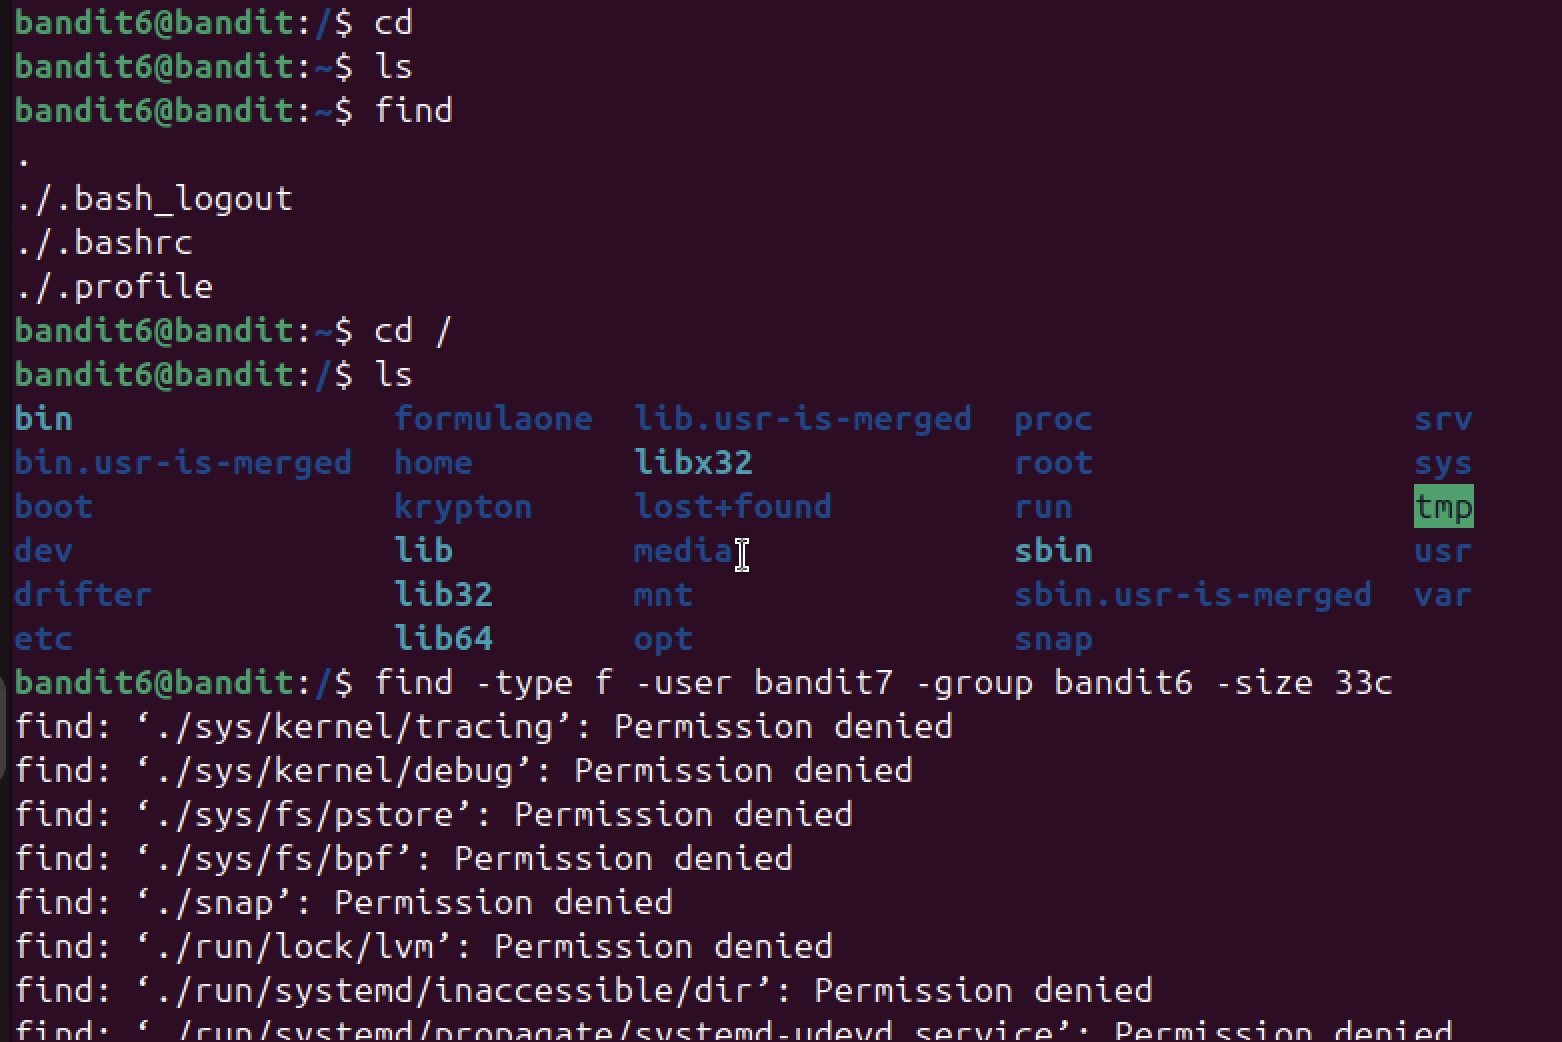 bandit6@bandit:/$ cd
bandit6@bandit:~$ ls
bandit6@bandit:~$ find
.
./.bash_logout
./.bashrc
./.profile
bandit6@bandit:~$ cd /
bandit6@bandit:/$ ls
bin formulaone lib.usr-is-merged proc srv
bin.usr-is-merged home libx32 root sys
boot krypton lost+found run tmp
dev lib media sbin usr
drifter lib32 mnt sbin.usr-is-merged var
etc lib64 opt snap
bandit6@bandit:/$ find -type f -user bandit7 -group bandit6 -size 33c
find: ‘./sys/kernel/tracing’: Permission denied
find: ‘./sys/kernel/debug’: Permission denied
find: ‘./sys/fs/pstore’: Permission denied
find: ‘./sys/fs/bpf’: Permission denied
find: ‘./snap’: Permission denied
find: ‘./run/lock/lvm’: Permission denied
find: ‘./run/systemd/inaccessible/dir’: Permission denied
find: ‘./run/systemd/propagate/systemd-udevd.service’: Permission denied